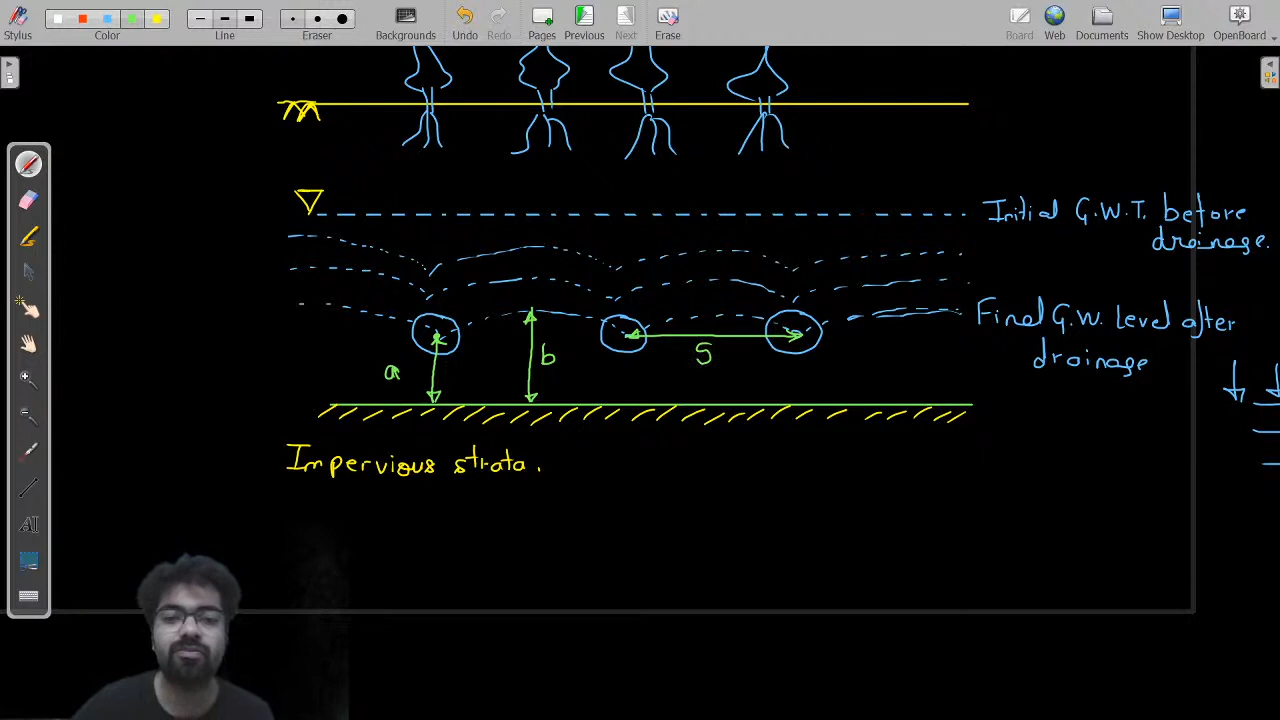 Stylus
Color
Line
Eraser
Backgrounds
Undo
Redo
Pages
Previous
Next
Erase
Board
Web
Documents
Show Desktop
OpenBoard
Initial G.W.T. before
drainage.
Final G.W. Level after
drainage
a
b
S
Impervious strata.
AI